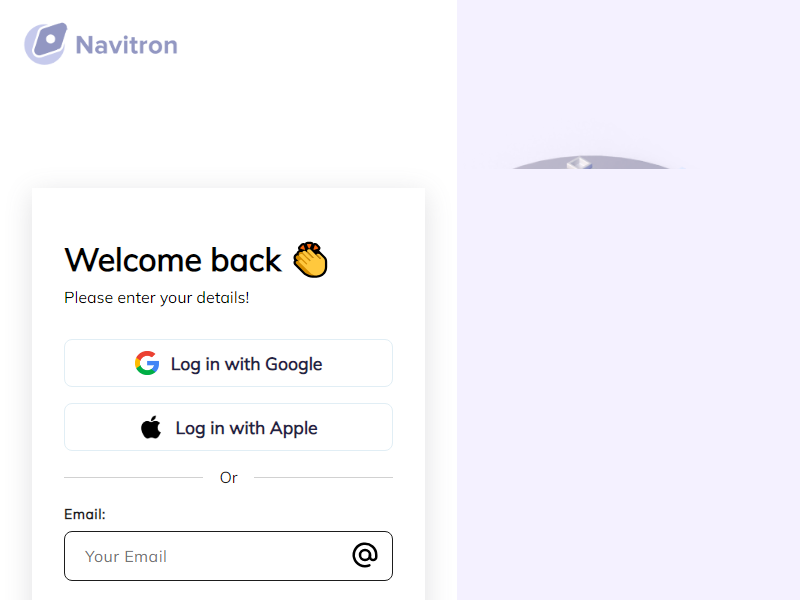 Navitron
Welcome back 👏
Please enter your details!
Log in with Google
Log in with Apple
Or
Email:
Your Email